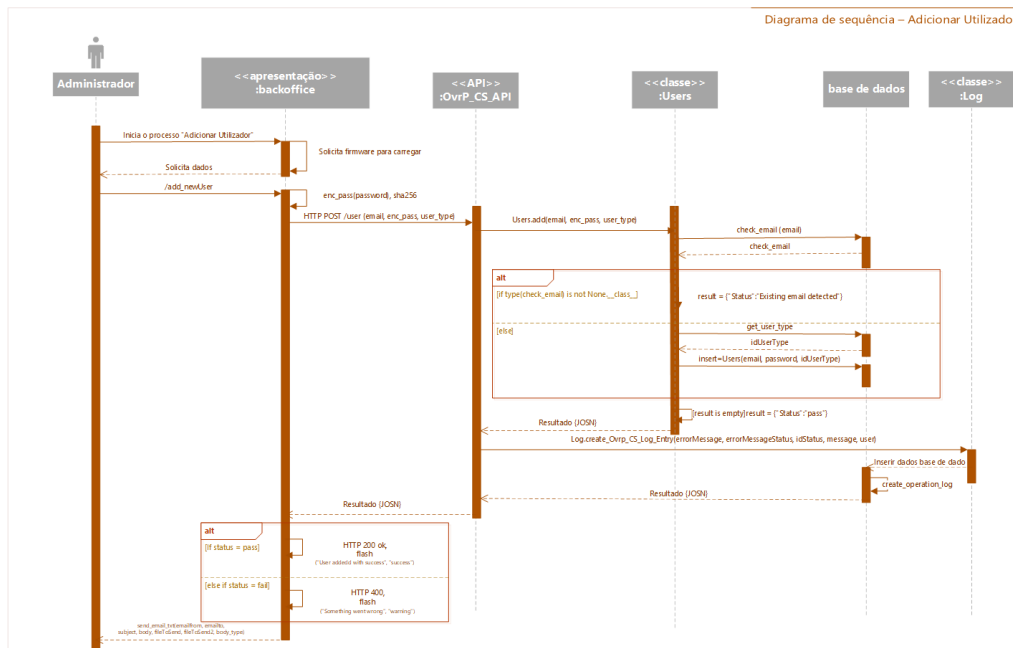 Diagrama de sequência – Adicionar Utilizado
Administrador
<<apresentação>>
:backoffice
<<API>>
:OvrP_CS_API
<<classe>>
:Users
base de dados
<<classe>>
:Log
Inicia o processo "Adicionar Utilizador"
Solicita firmware para carregar
Solicita dados
/add_newUser
enc_pass(password), sha256
HTTP POST /user (email, enc_pass, user_type)
Users.add(email, enc_pass, user_type)
check_email (email)
check_email
alt
[if type(check_email) is not None.__class__]
result = {"Status":"Existing email detected"}
[else]
get_user_type
idUserType
insert=Users(email, password, idUserType)
[result is empty]result = {"Status":"pass"}
Resultado (JOSN)
Log.create_Ovrp_CS_Log_Entry(errorMessage, errorMessageStatus, idStatus, message, user)
Inserir dados base de dado
create_operation_log
Resultado (JOSN)
Resultado (JOSN)
alt
[If status = pass]
HTTP 200 ok,
flash
("User addedid with success", "success")
[else if status = fail]
HTTP 400,
flash
("Something went wrong", "warning")
send_email_txt(emailfrom, emailto,
subject, body, fileToSend, fileToSend2, body_type)